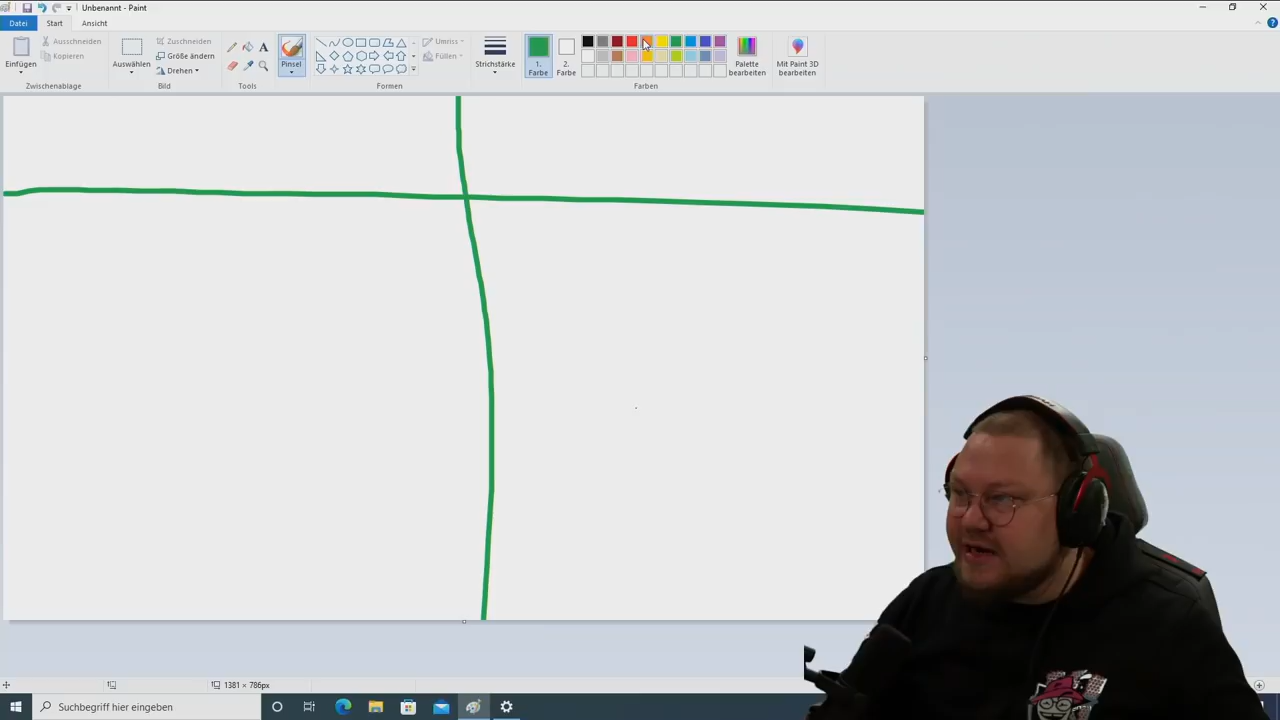 Unbenannt - Paint
Datei Start Ansicht
Einfügen
Ausschneiden
Kopieren
Zwischenablage
Auswählen
Zuschneiden
Größe ändern
Drehen
Bild
A
Tools
Pinsel
Umriss
Füllen
Formen
Strichstärke
1. Farbe
2. Farbe
Farben
Palette bearbeiten
Mit Paint 3D bearbeiten
1381 × 786px
Suchbegriff hier eingeben